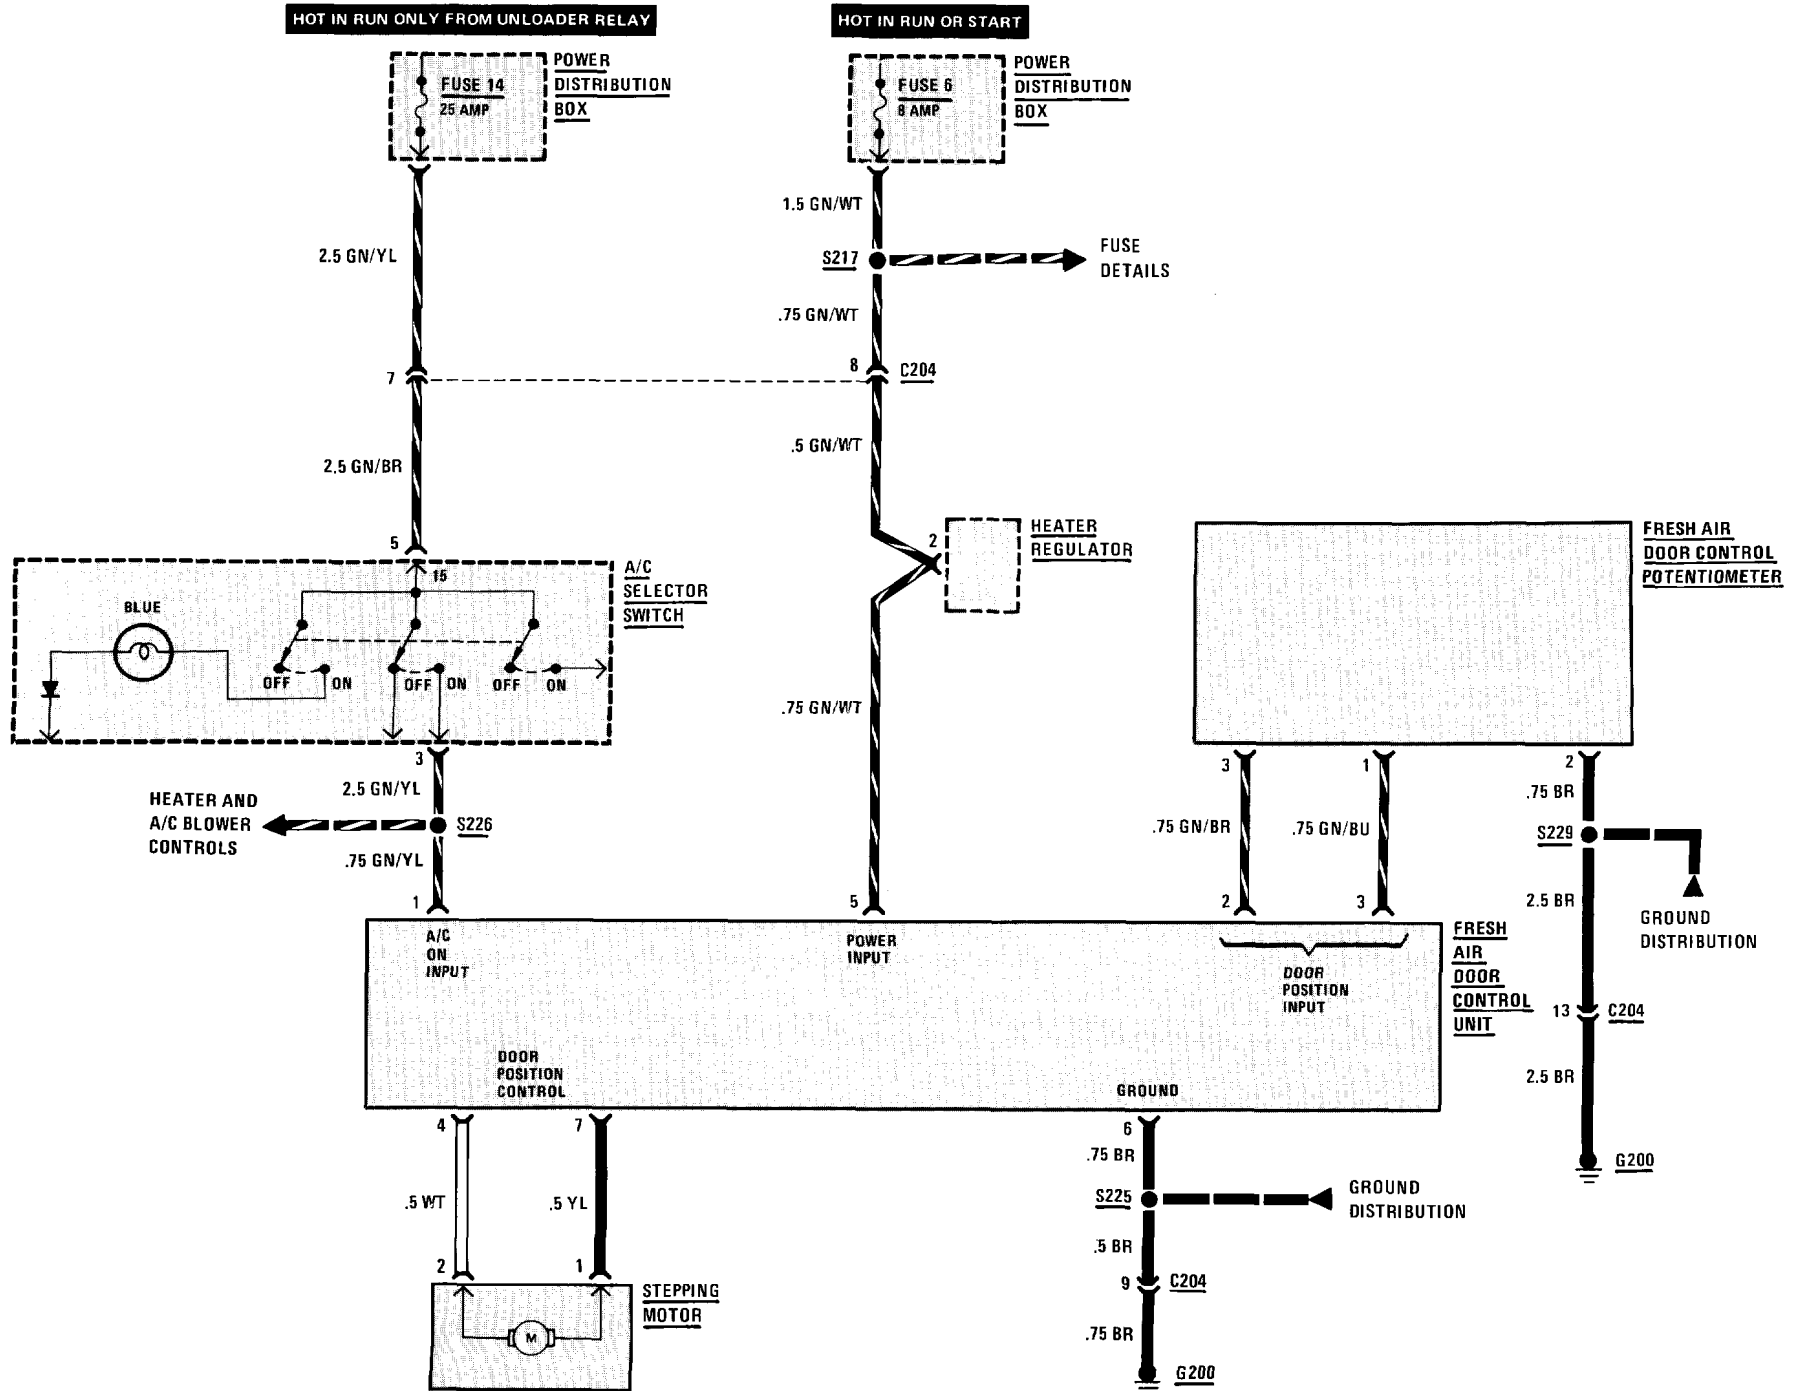 HOT IN RUN ONLY FROM UNLOADER RELAY
HOT IN RUN OR START
FUSE 14
25 AMP
POWER
DISTRIBUTION
BOX
FUSE 6
8 AMP
POWER
DISTRIBUTION
BOX
1.5 GN/WT
2.5 GN/YL
S217
FUSE
DETAILS
.75 GN/WT
7
8
C204
2.5 GN/BR
.5 GN/WT
5
2
HEATER
REGULATOR
FRESH AIR
DOOR CONTROL
POTENTIOMETER
15
A/C
SELECTOR
SWITCH
BLUE
OFF
ON
OFF
ON
OFF
ON
.75 GN/WT
3
2.5 GN/YL
HEATER AND
A/C BLOWER
CONTROLS
S226
.75 GN/YL
3
1
2
.75 GN/BR
.75 GN/BU
.75 BR
S229
2.5 BR
GROUND
DISTRIBUTION
1
5
2
3
A/C
ON
INPUT
POWER
INPUT
DOOR
POSITION
INPUT
FRESH
AIR
DOOR
CONTROL
UNIT
13
C204
2.5 BR
G200
DOOR
POSITION
CONTROL
GROUND
4
7
6
.75 BR
.5 WT
.5 YL
S225
GROUND
DISTRIBUTION
.5 BR
2
1
9
C204
STEPPING
MOTOR
M
.75 BR
G200